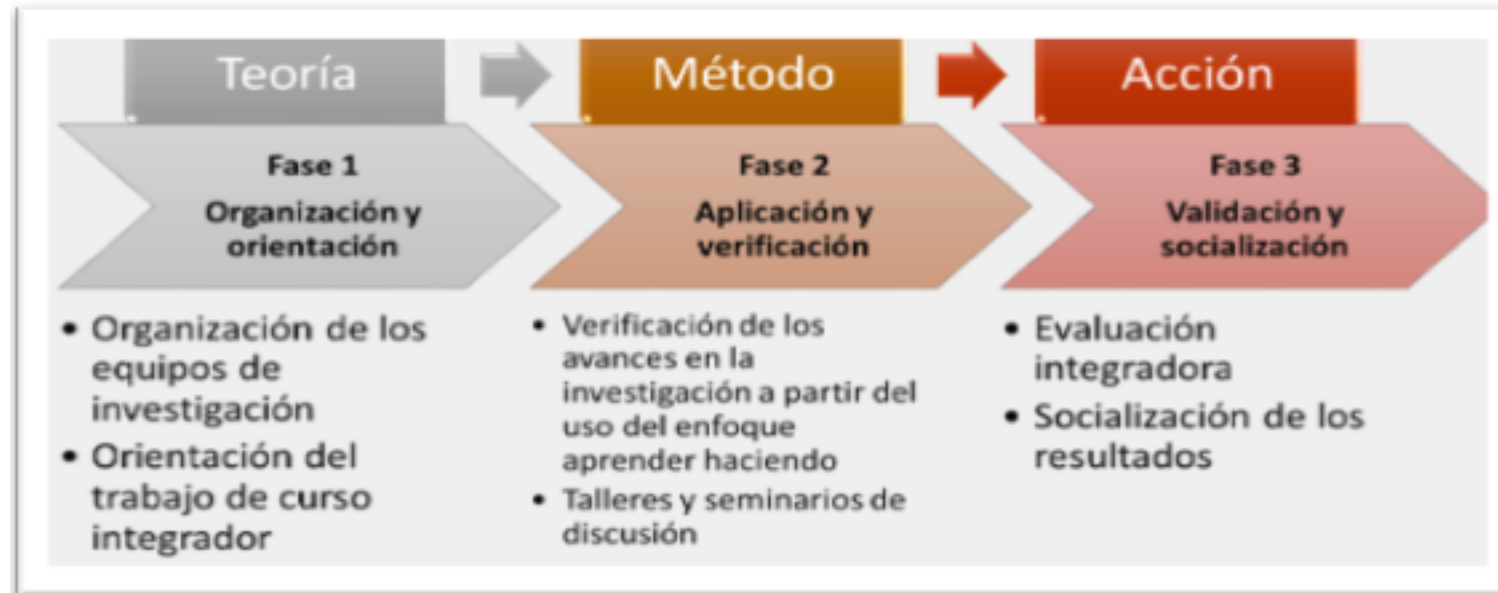 Teoría
Método
Acción
Fase 1
Organización y
orientación
Fase 2
Aplicación y
verificación
Fase 3
Validación y
socialización
• Organización de los
equipos de
investigación
• Orientación del
trabajo de curso
integrador
• Verificación de los
avances en la
investigación a partir del
uso del enfoque
aprender haciendo
• Talleres y seminarios de
discusión
• Evaluación
integradora
• Socialización de los
resultados